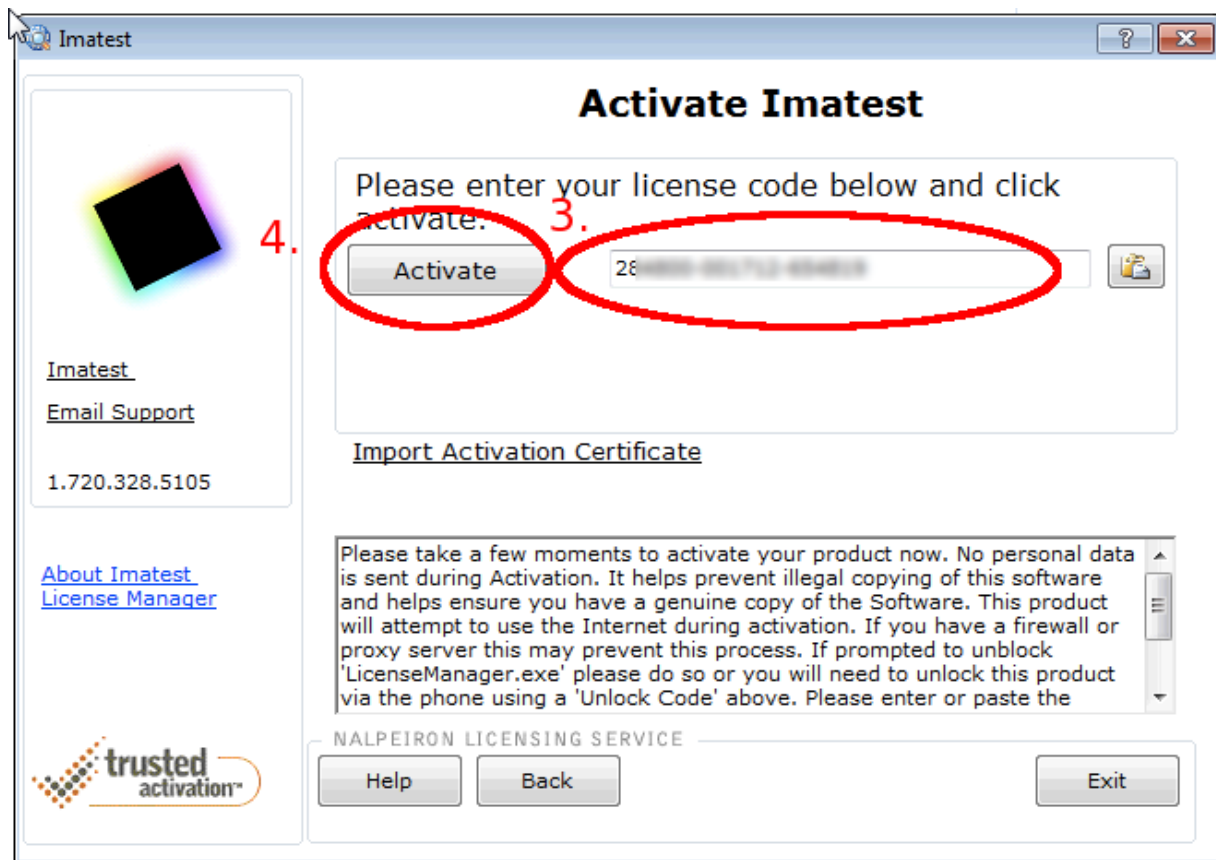 Imatest
Activate Imatest
Please enter your license code below and click
activate.
3.
4.
Activate
28
Imatest
Email Support
1.720.328.5105
Import Activation Certificate
About Imatest
License Manager
Please take a few moments to activate your product now. No personal data
is sent during Activation. It helps prevent illegal copying of this software
and helps ensure you have a genuine copy of the Software. This product
will attempt to use the Internet during activation. If you have a firewall or
proxy server this may prevent this process. If prompted to unblock
'LicenseManager.exe' please do so or you will need to unlock this product
via the phone using a 'Unlock Code' above. Please enter or paste the
trusted
activation™
NALPEIRON LICENSING SERVICE
Help
Back
Exit